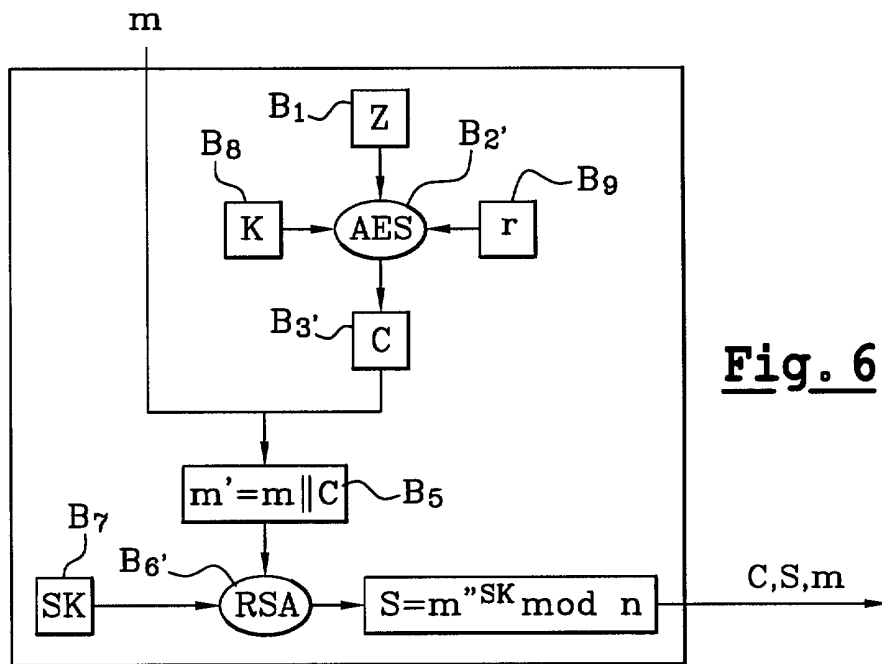 m
B1
Z
B8
B2'
B9
K
AES
r
B3'
C
Fig. 6
m'=m||C
B5
B7
B6'
SK
RSA
S=m"SK mod n
C,S,m